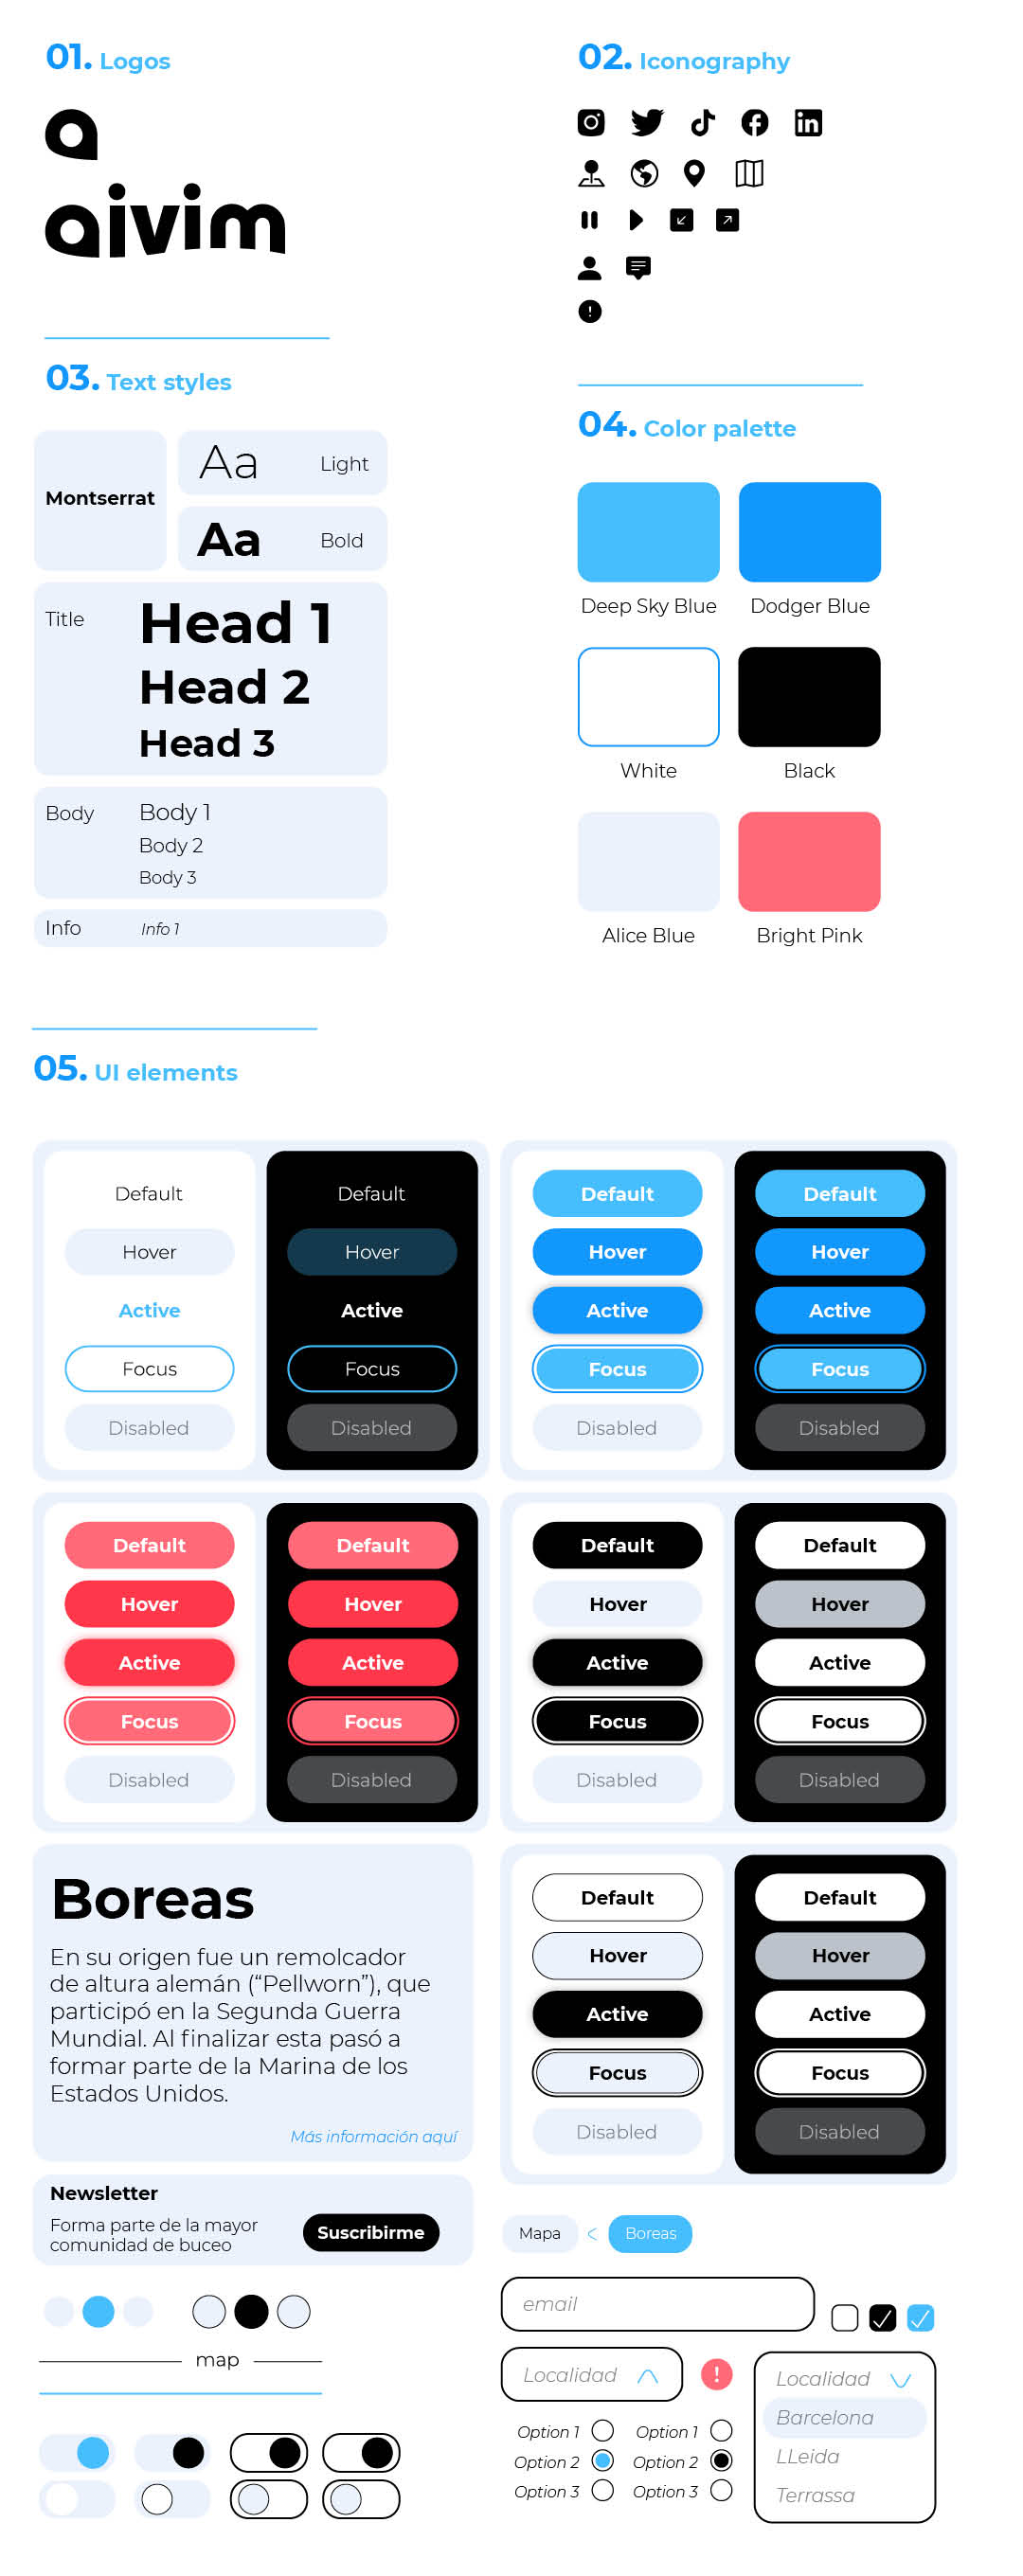 01. Logos
a
aivim
02. Iconography
03. Text styles
Montserrat
Aa Light
Aa Bold
Title
Head 1
Head 2
Head 3
Body
Body 1
Body 2
Body 3
Info
Info 1
04. Color palette
Deep Sky Blue
Dodger Blue
White
Black
Alice Blue
Bright Pink
05. UI elements
Default
Hover
Active
Focus
Disabled
Default
Hover
Active
Focus
Disabled
Default
Hover
Active
Focus
Disabled
Default
Hover
Active
Focus
Disabled
Default
Hover
Active
Focus
Disabled
Default
Hover
Active
Focus
Disabled
Default
Hover
Active
Focus
Disabled
Default
Hover
Active
Focus
Disabled
Boreas
En su origen fue un remolcador
de altura alemán (“Pellworn”), que
participó en la Segunda Guerra
Mundial. Al finalizar esta pasó a
formar parte de la Marina de los
Estados Unidos.
Más información aquí
Default
Hover
Active
Focus
Disabled
Default
Hover
Active
Focus
Disabled
Newsletter
Forma parte de la mayor
comunidad de buceo
Suscribirme
Mapa < Boreas
map
email
Localidad
!
Option 1
Option 2
Option 3
Option 1
Option 2
Option 3
Localidad
Barcelona
LLeida
Terrassa